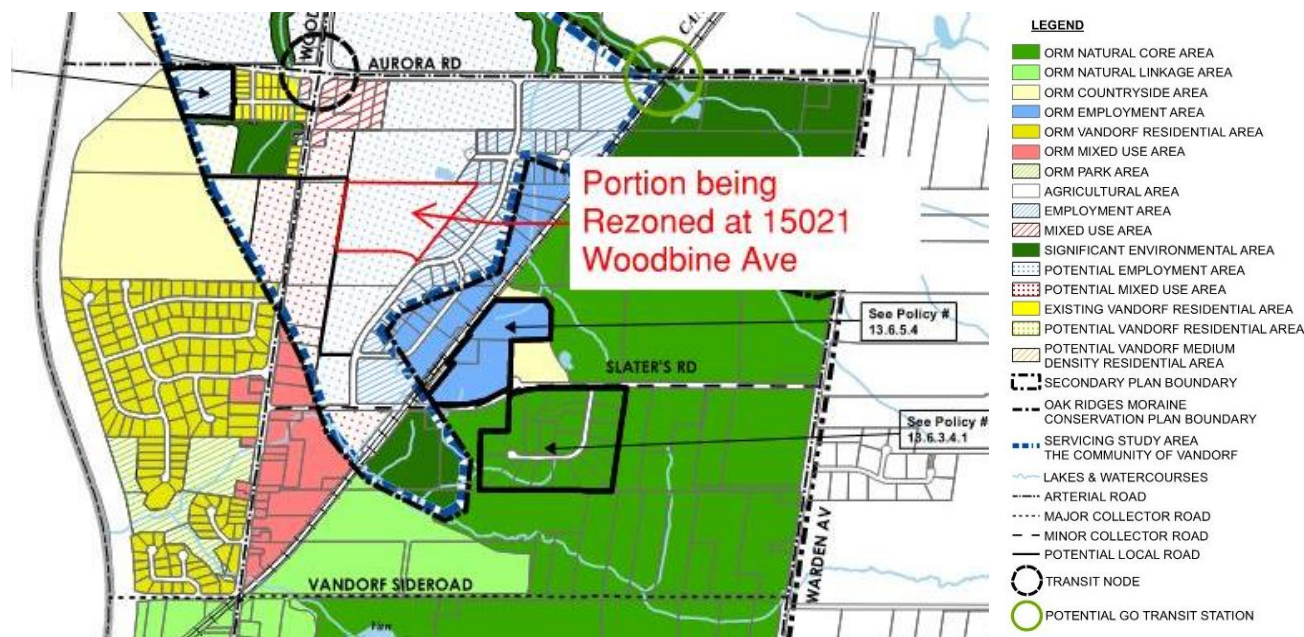 WOOD
CAN
AURORA RD
Portion being
Rezoned at 15021
Woodbine Ave
See Policy #
13.6.5.4
SLATER'S RD
See Policy #
13.6.3.4.1
WARDEN AV
VANDORF SIDEROAD
LEGEND
ORM NATURAL CORE AREA
ORM NATURAL LINKAGE AREA
ORM COUNTRYSIDE AREA
ORM EMPLOYMENT AREA
ORM VANDORF RESIDENTIAL AREA
ORM MIXED USE AREA
ORM PARK AREA
AGRICULTURAL AREA
EMPLOYMENT AREA
MIXED USE AREA
SIGNIFICANT ENVIRONMENTAL AREA
POTENTIAL EMPLOYMENT AREA
POTENTIAL MIXED USE AREA
EXISTING VANDORF RESIDENTIAL AREA
POTENTIAL VANDORF RESIDENTIAL AREA
POTENTIAL VANDORF MEDIUM
DENSITY RESIDENTIAL AREA
SECONDARY PLAN BOUNDARY
OAK RIDGES MORAINE
CONSERVATION PLAN BOUNDARY
SERVICING STUDY AREA
THE COMMUNITY OF VANDORF
LAKES & WATERCOURSES
ARTERIAL ROAD
MAJOR COLLECTOR ROAD
MINOR COLLECTOR ROAD
POTENTIAL LOCAL ROAD
TRANSIT NODE
POTENTIAL GO TRANSIT STATION